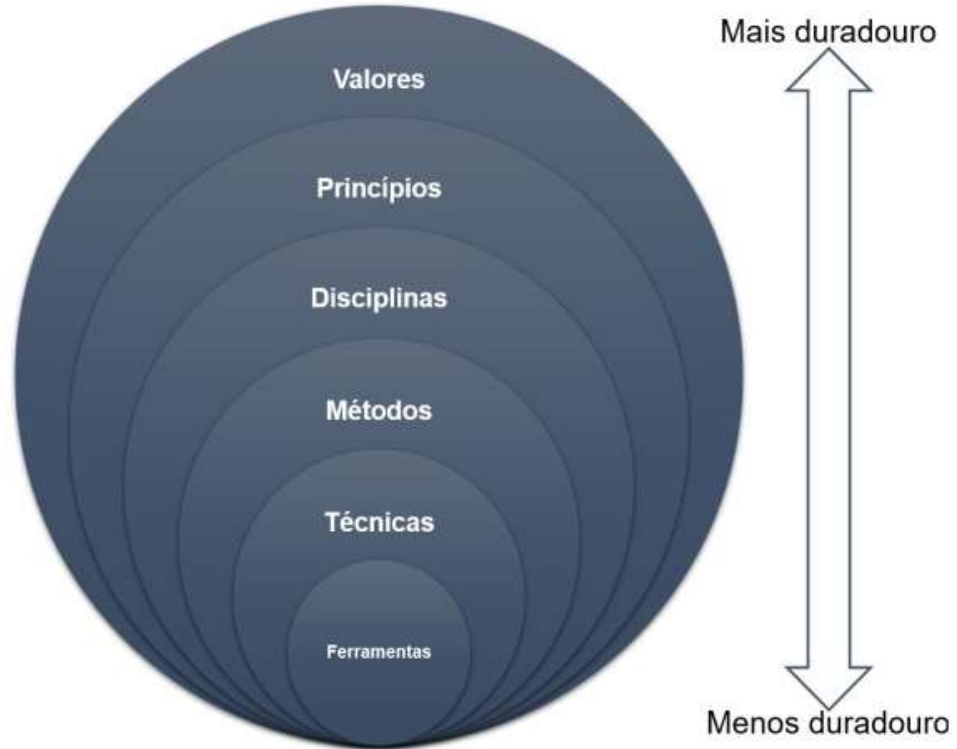 Mais duradouro
Valores
Princípios
Disciplinas
Métodos
Técnicas
Ferramentas
Menos duradouro